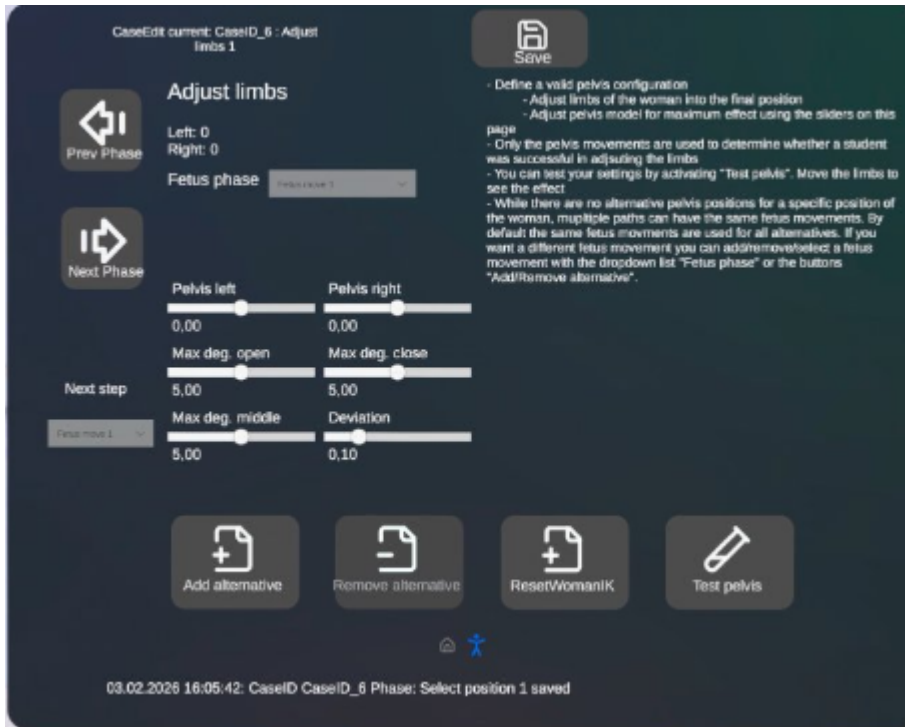 CaseEdit current: CaseID_6 : Adjust
limbs 1
Save
Adjust limbs
Left: 0
Right: 0
Fetus phase
Fetus move 1
Prev Phase
Next Phase
- Define a valid pelvis configuration
- Adjust limbs of the woman into the final position
- Adjust pelvis model for maximum effect using the sliders on this
page
- Only the pelvis movements are used to determine whether a student
was successful in adjsuting the limbs
- You can test your settings by activating "Test pelvis". Move the limbs to
see the effect
- While there are no alternative pelvis positions for a specific position of
the woman, mupltiple paths can have the same fetus movements. By
default the same fetus movments are used for all alternatives. If you
want a different fetus movement you can add/remove/select a fetus
movement with the dropdown list "Fetus phase" or the buttons
"Add/Remove alternative".
Pelvis left
Pelvis right
0,00
0,00
Max deg. open
Max deg. close
5,00
5,00
Next step
Fetus move 1
Max deg. middle
Deviation
5,00
0,10
Add alternative
Remove alternative
ResetWomanIK
Test pelvis
03.02.2026 16:05:42: CaseID CaseID_6 Phase: Select position 1 saved